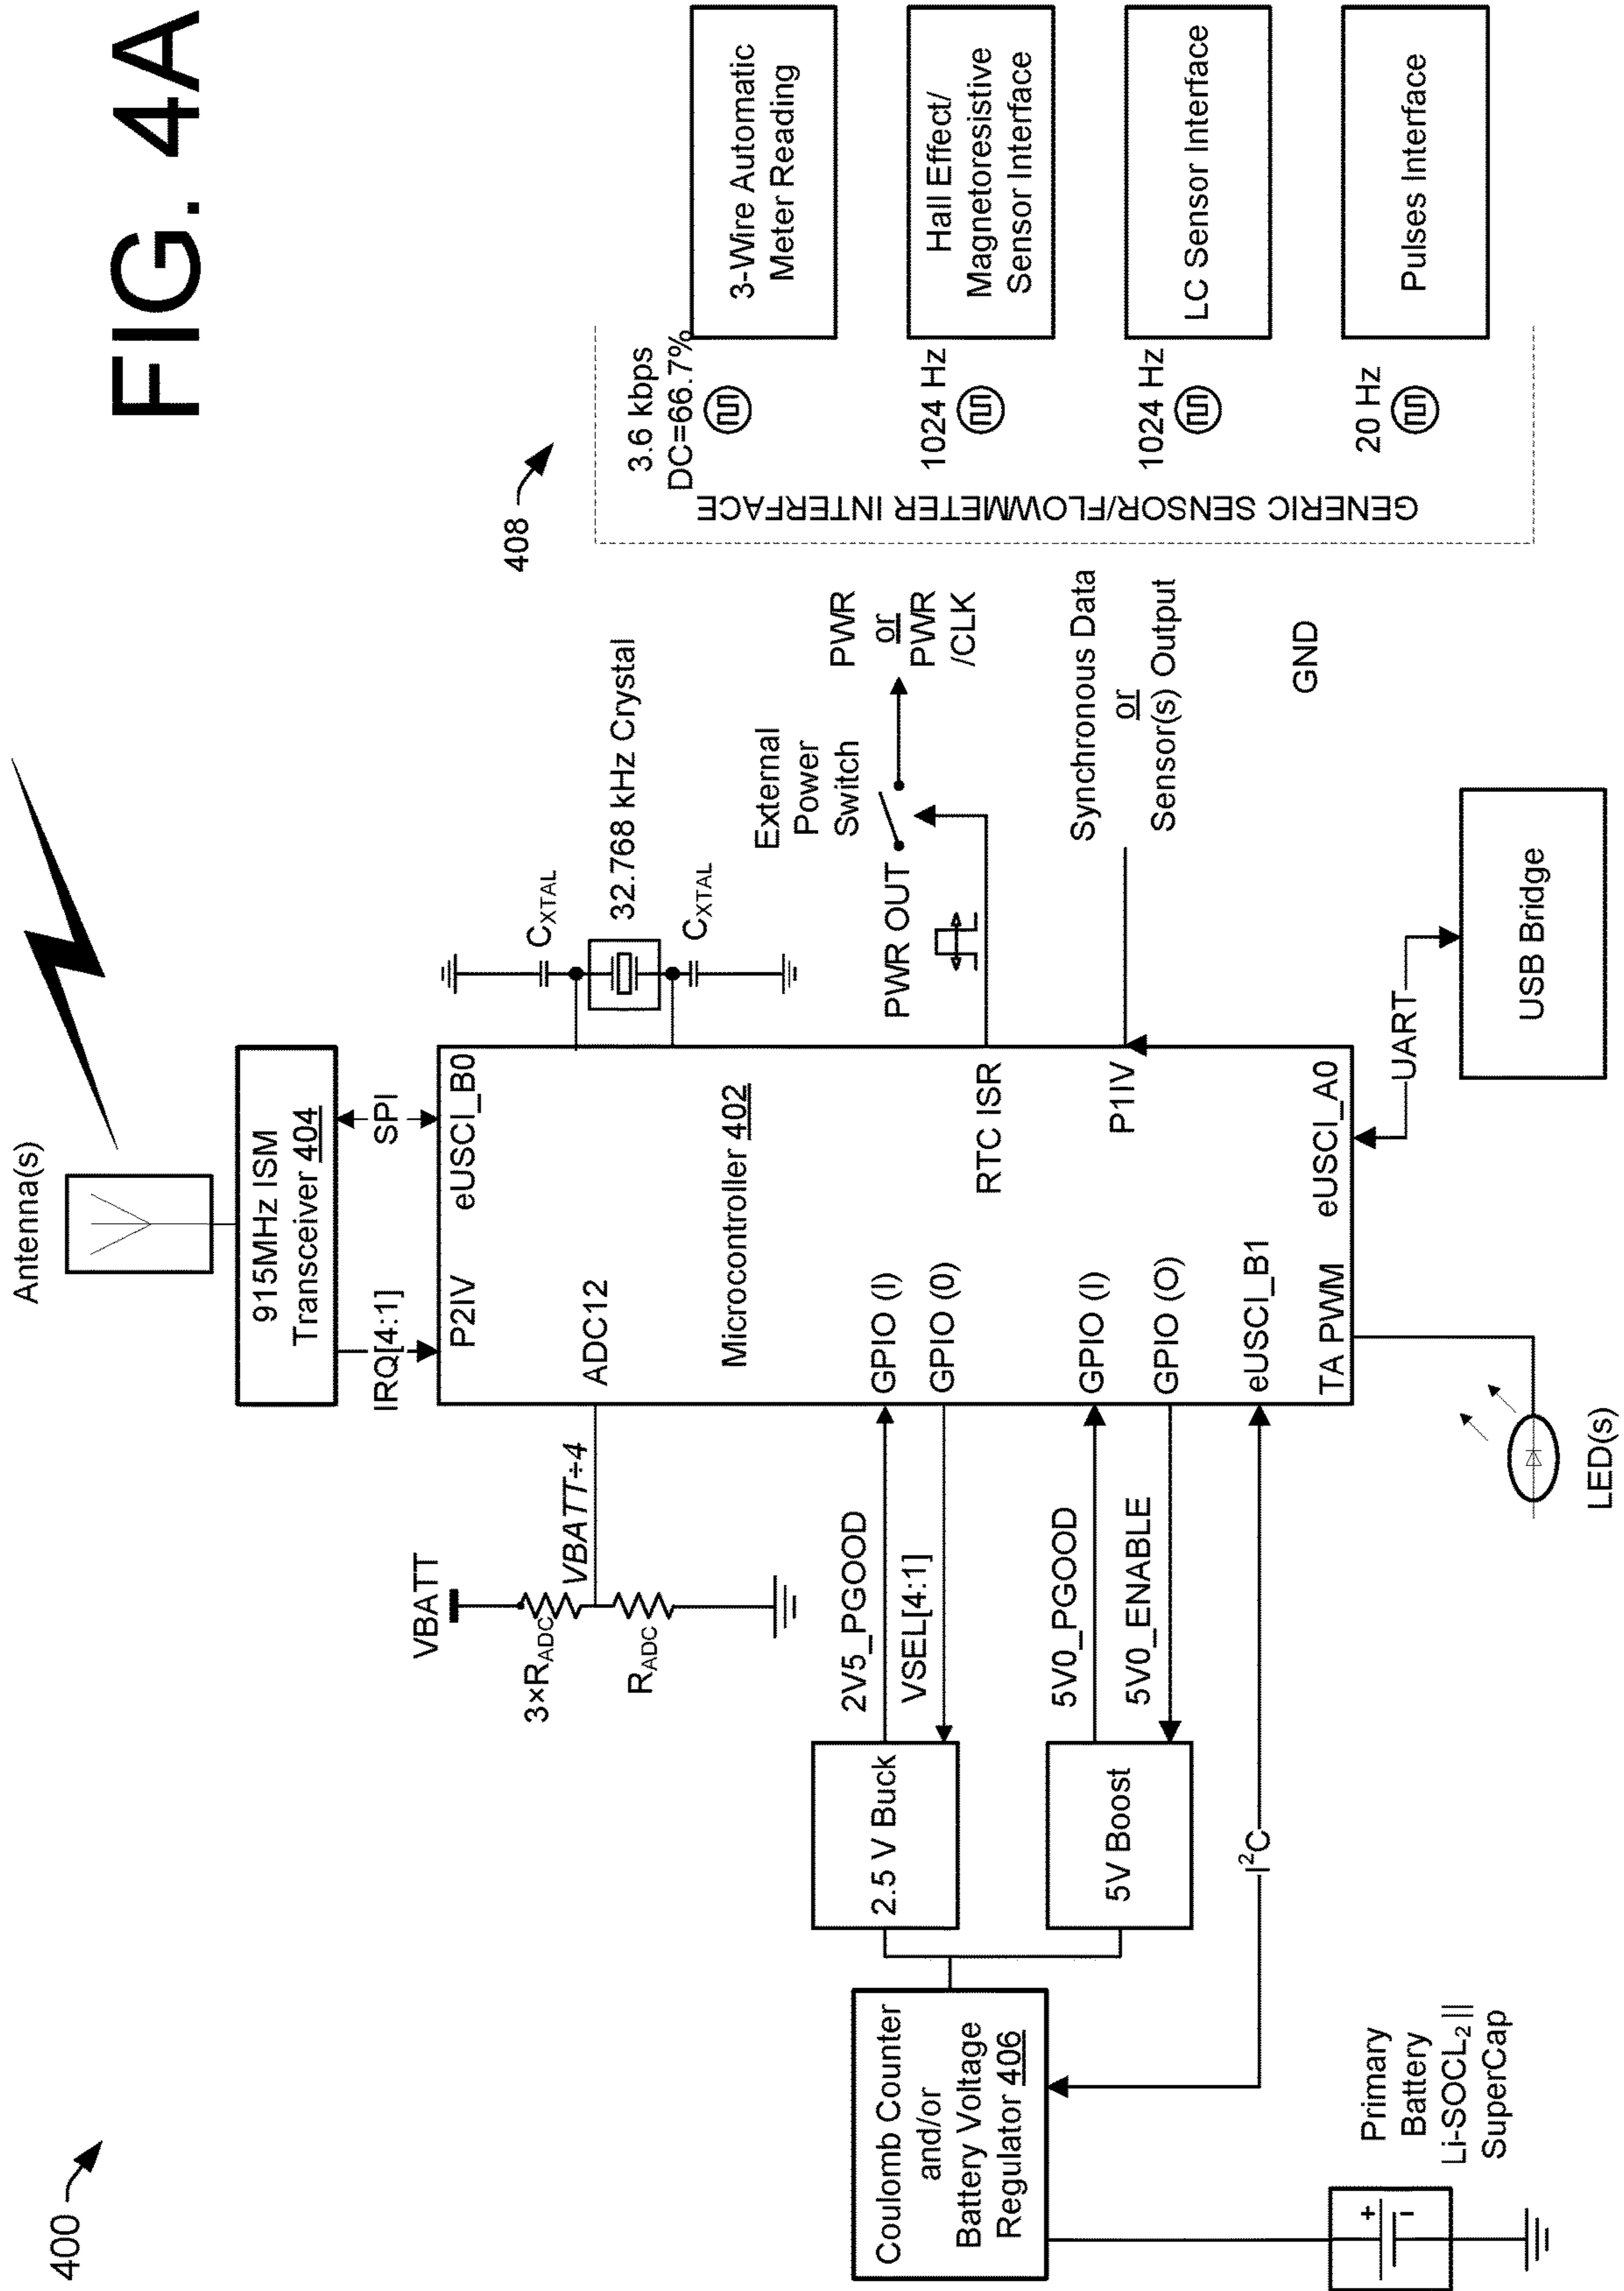 FIG. 4A
400
Antenna(s)
915MHz ISM
Transceiver 404
IRQ[4:1]
SPI
P2IV
eUSCI_B0
ADC12
Microcontroller 402
GPIO (I)
GPIO (0)
GPIO (I)
GPIO (O)
eUSCI_B1
TA PWM
eUSCI_A0
RTC ISR
P1IV
VBATT
3×RADC
RADC
VBATT÷4
2V5_PGOOD
VSEL[4:1]
5V0_PGOOD
5V0_ENABLE
2.5 V Buck
5V Boost
I²C
Coulomb Counter
and/or
Battery Voltage
Regulator 406
+
-
Primary
Battery
Li-SOCL₂ ||
SuperCap
LED(s)
CXTAL
32.768 kHz Crystal
CXTAL
External
Power
Switch
PWR OUT
PWR
or
PWR
/CLK
Synchronous Data
or
Sensor(s) Output
GND
UART
USB Bridge
408
GENERIC SENSOR/FLOWMETER INTERFACE
3.6 kbps
DC=66.7%
3-Wire Automatic
Meter Reading
1024 Hz
Hall Effect/
Magnetoresistive
Sensor Interface
1024 Hz
LC Sensor Interface
20 Hz
Pulses Interface